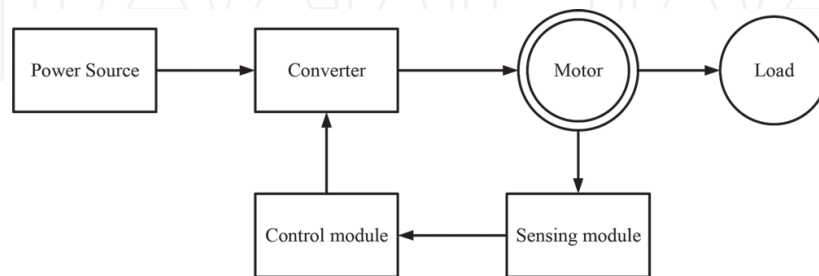 Power Source
Converter
Motor
Load
Control module
Sensing module